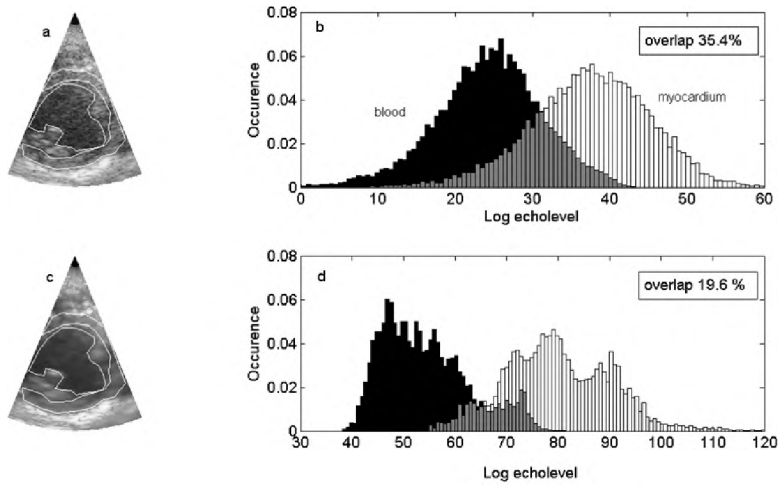 a
b
0.08
0.06
0.04
0.02
0
Occurence
blood
myocardium
overlap 35.4%
0 10 20 30 40 50 60
Log echolevel
c
d
0.08
0.06
0.04
0.02
0
Occurence
overlap 19.6 %
30 40 50 60 70 80 90 100 110 120
Log echolevel